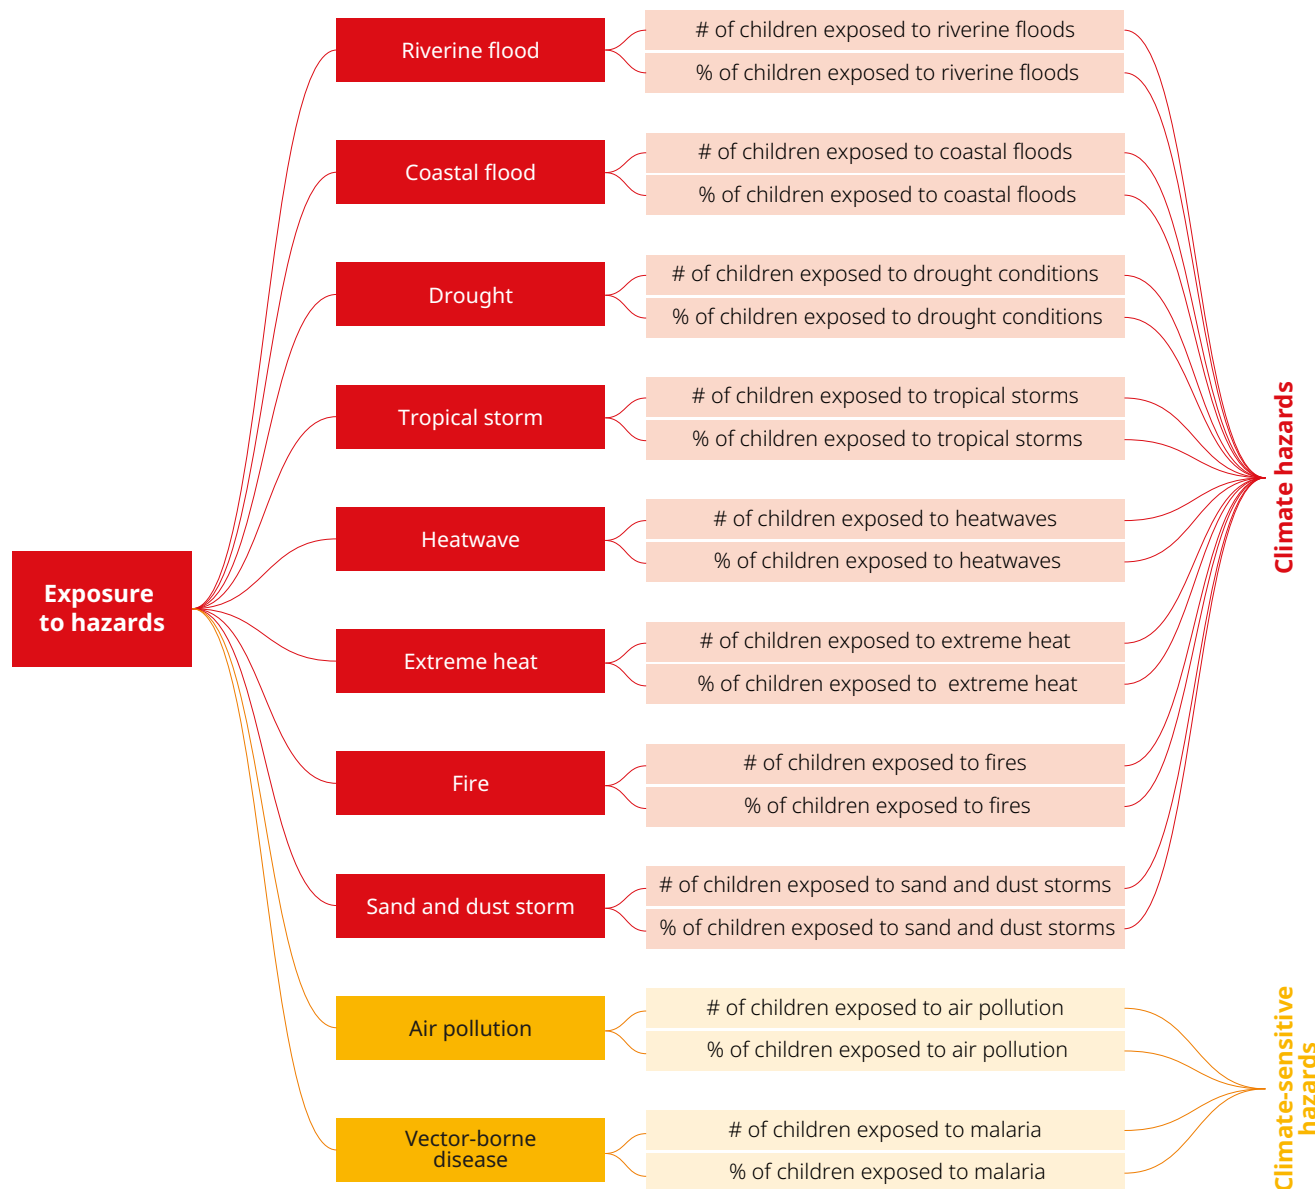 Exposure
to hazards
Riverine flood
# of children exposed to riverine floods
% of children exposed to riverine floods
Coastal flood
# of children exposed to coastal floods
% of children exposed to coastal floods
Drought
# of children exposed to drought conditions
% of children exposed to drought conditions
Tropical storm
# of children exposed to tropical storms
% of children exposed to tropical storms
Heatwave
# of children exposed to heatwaves
% of children exposed to heatwaves
Extreme heat
# of children exposed to extreme heat
% of children exposed to  extreme heat
Fire
# of children exposed to fires
% of children exposed to fires
Sand and dust storm
# of children exposed to sand and dust storms
% of children exposed to sand and dust storms
Climate hazards
Air pollution
# of children exposed to air pollution
% of children exposed to air pollution
Vector-borne
disease
# of children exposed to malaria
% of children exposed to malaria
Climate-sensitive
hazards